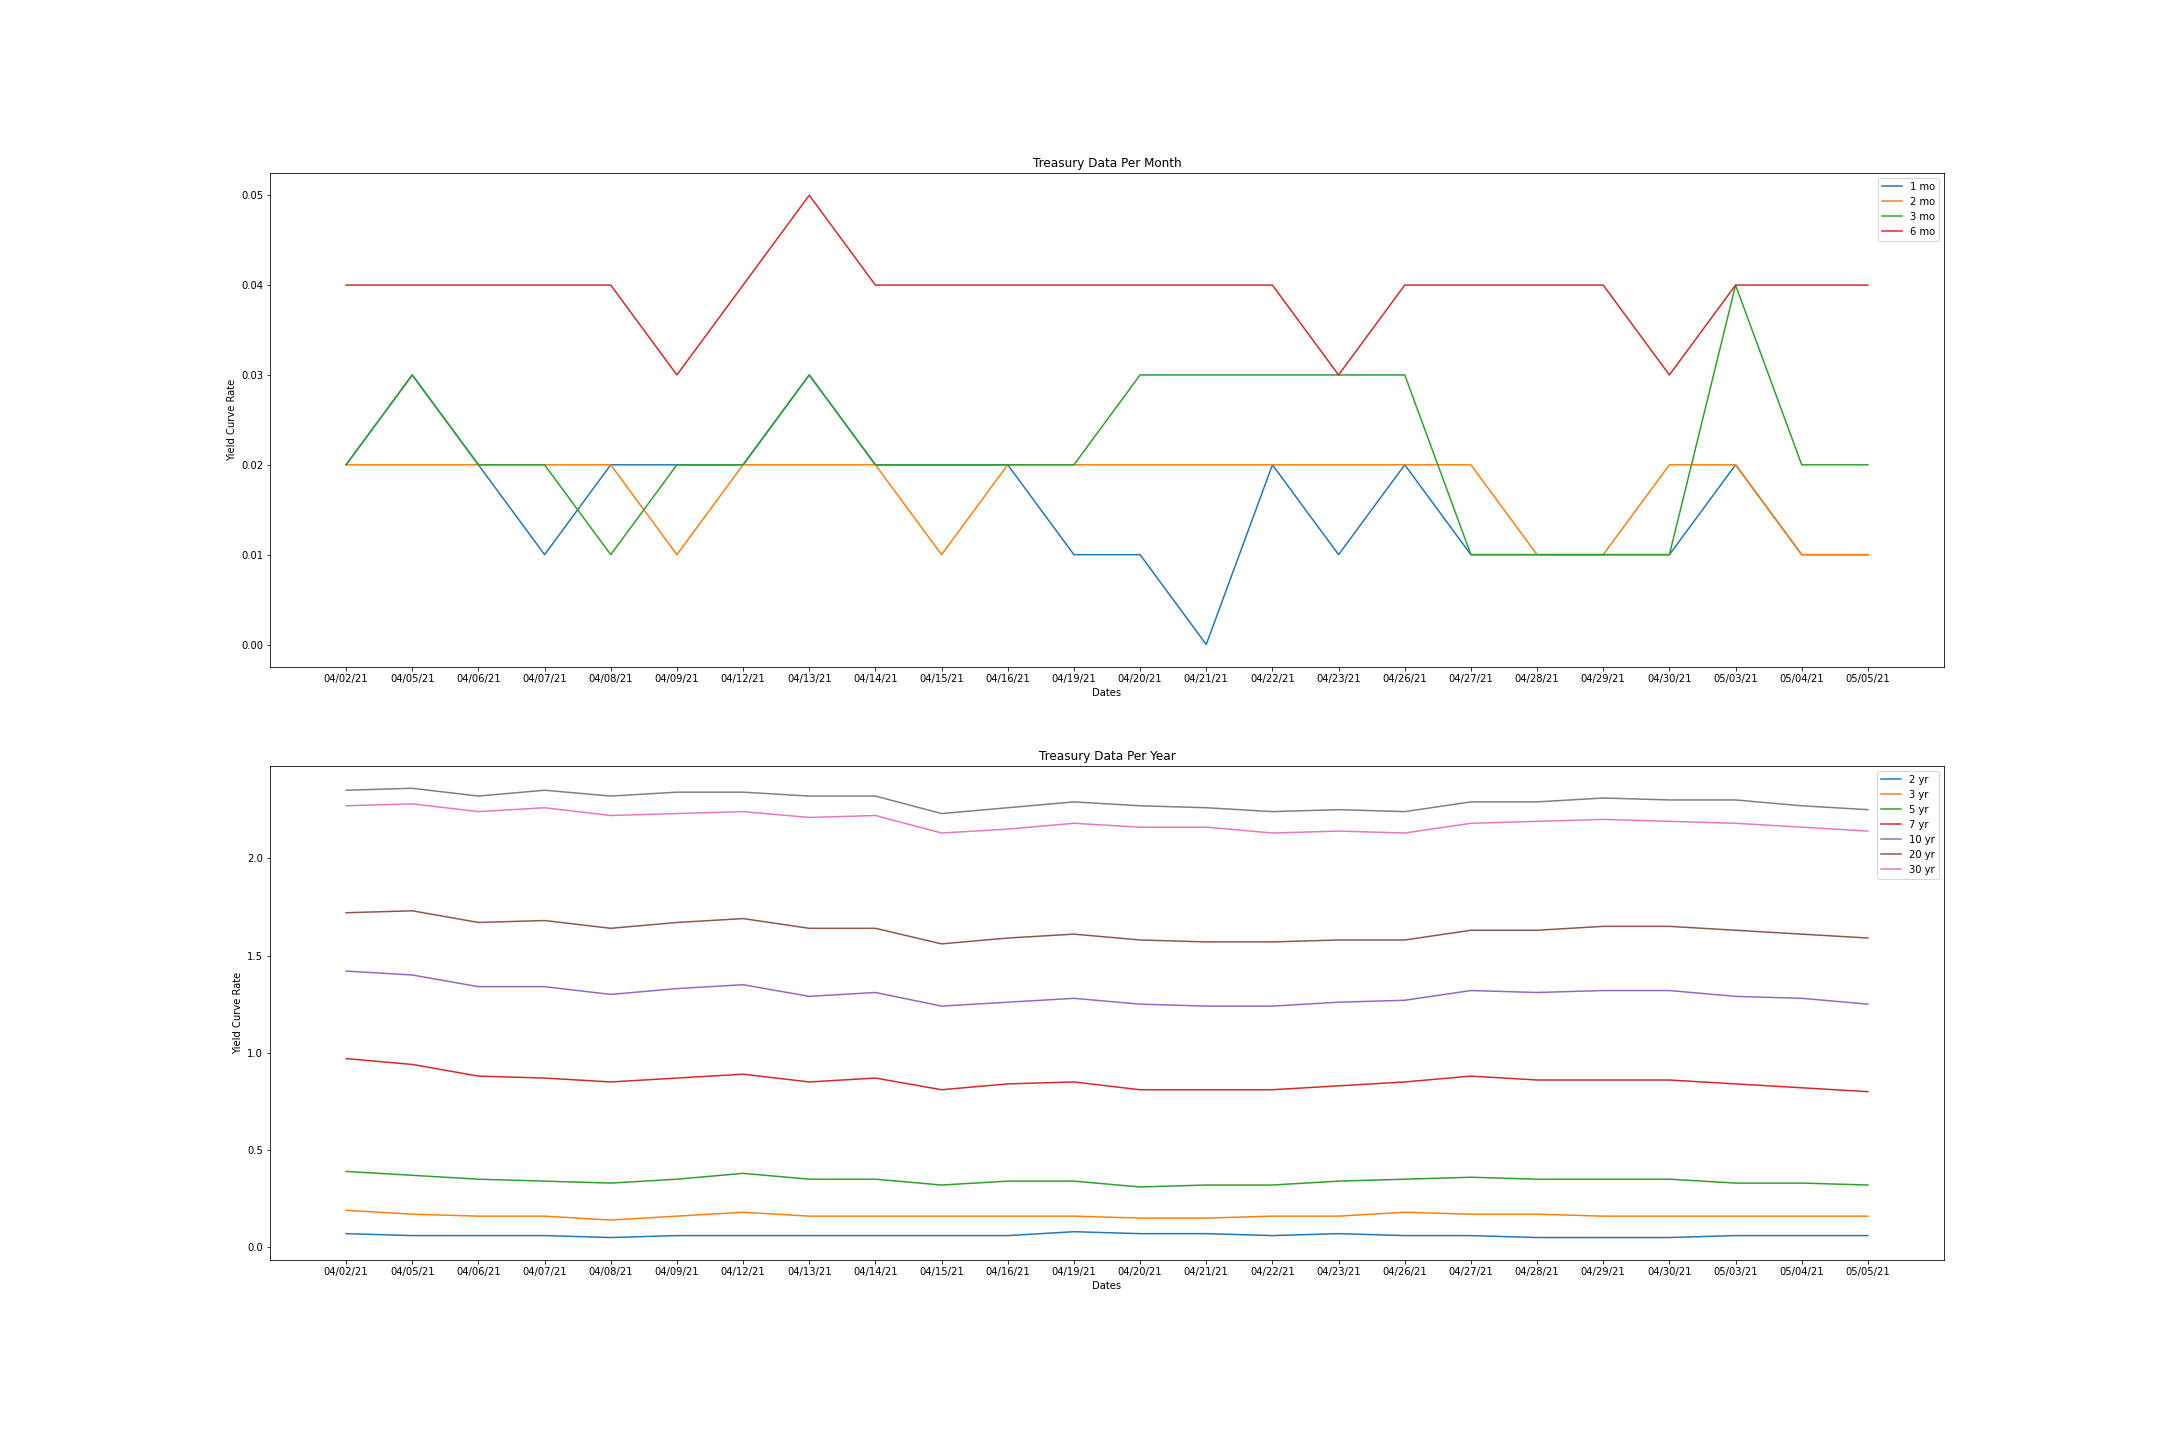 Treasury Data Per Month
0.05
0.04
0.03
0.02
0.01
0.00
Yield Curve Rate
1 mo
2 mo
3 mo
6 mo
04/02/21 04/05/21 04/06/21 04/07/21 04/08/21 04/09/21 04/12/21 04/13/21 04/14/21 04/15/21 04/16/21 04/19/21 04/20/21 04/21/21 04/22/21 04/23/21 04/26/21 04/27/21 04/28/21 04/29/21 04/30/21 05/03/21 05/04/21 05/05/21
Dates
Treasury Data Per Year
2.0
1.5
1.0
0.5
0.0
Yield Curve Rate
2 yr
3 yr
5 yr
7 yr
10 yr
20 yr
30 yr
04/02/21 04/05/21 04/06/21 04/07/21 04/08/21 04/09/21 04/12/21 04/13/21 04/14/21 04/15/21 04/16/21 04/19/21 04/20/21 04/21/21 04/22/21 04/23/21 04/26/21 04/27/21 04/28/21 04/29/21 04/30/21 05/03/21 05/04/21 05/05/21
Dates